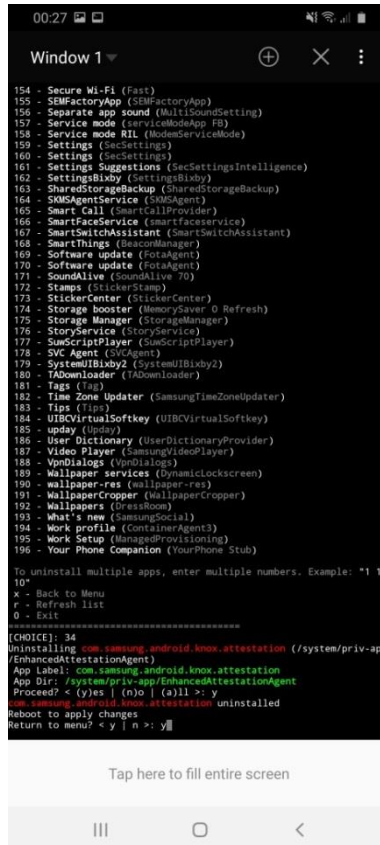 00:27
Window 1
154 - Secure Wi-Fi (Fast)
155 - SEMFactoryApp (SEMFactoryApp)
156 - Separate app sound (MultiSoundSetting)
157 - Service mode (serviceModeApp FB)
158 - Service mode RIL (ModemServiceMode)
159 - Settings (SecSettings)
160 - Settings (SecSettings)
161 - Settings Suggestions (SecSettingsIntelligence)
162 - SettingsBixby (SettingsBixby)
163 - SharedStorageBackup (SharedStorageBackup)
164 - SKMSAgentService (SKMSAgent)
165 - Smart Call (SmartCallProvider)
166 - SmartFaceService (smartfaceservice)
167 - SmartSwitchAssistant (SmartSwitchAssistant)
168 - SmartThings (BeaconManager)
169 - Software update (FotaAgent)
170 - Software update (FotaAgent)
171 - SoundAlive (SoundAlive 70)
172 - Stamps (StickerStamp)
173 - StickerCenter (StickerCenter)
174 - Storage booster (MemorySaver O Refresh)
175 - Storage Manager (StorageManager)
176 - StoryService (StoryService)
177 - SuwScriptPlayer (SuwScriptPlayer)
178 - SVC Agent (SVCAgent)
179 - SystemUIBixby2 (SystemUIBixby2)
180 - TADownloader (TADownloader)
181 - Tags (Tag)
182 - Time Zone Updater (SamsungTimeZoneUpdater)
183 - Tips (Tips)
184 - UIBCVirtualSoftkey (UIBCVirtualSoftkey)
185 - upday (Upday)
186 - User Dictionary (UserDictionaryProvider)
187 - Video Player (SamsungVideoPlayer)
188 - VpnDialogs (VpnDialogs)
189 - Wallpaper services (DynamicLockscreen)
190 - wallpaper-res (wallpaper-res)
191 - WallpaperCropper (WallpaperCropper)
192 - Wallpapers (DressRoom)
193 - What's new (SamsungSocial)
194 - Work profile (ContainerAgent3)
195 - Work Setup (ManagedProvisioning)
196 - Your Phone Companion (YourPhone Stub)
To uninstall multiple apps, enter multiple numbers. Example: "1 1
10"
x - Back to Menu
r - Refresh list
0 - Exit
========================================
[CHOICE]: 34
Uninstalling com.samsung.android.knox.attestation (/system/priv-ap
/EnhancedAttestationAgent)
App Label: com.samsung.android.knox.attestation
App Dir: /system/priv-app/EnhancedAttestationAgent
Proceed? < (y)es | (n)o | (a)ll >: y
com.samsung.android.knox.attestation uninstalled
Reboot to apply changes
Return to menu? < y | n >: y
Tap here to fill entire screen